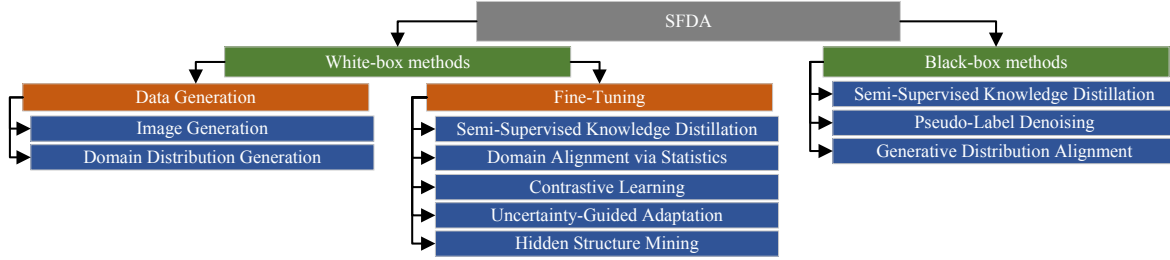 SFDA
White-box methods
Data Generation
Image Generation
Domain Distribution Generation
Fine-Tuning
Semi-Supervised Knowledge Distillation
Domain Alignment via Statistics
Contrastive Learning
Uncertainty-Guided Adaptation
Hidden Structure Mining
Black-box methods
Semi-Supervised Knowledge Distillation
Pseudo-Label Denoising
Generative Distribution Alignment